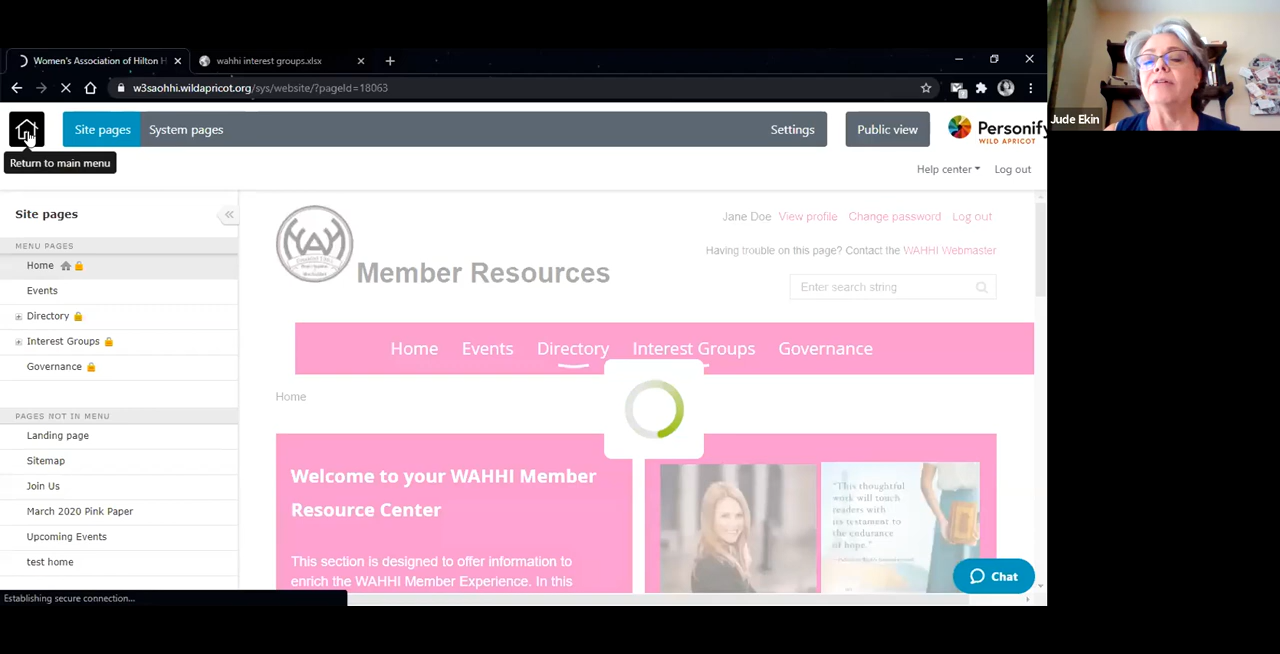 Women's Association of Hilton H
wahhi interest groups.xlsx
w3saohhi.wildapricot.org/sys/website/?pageId=18063
Jude Ekin
Site pages
System pages
Settings
Public view
Personify
WILD APRICOT
Return to main menu
Help center
Log out
Site pages
MENU PAGES
Home
Events
Directory
Interest Groups
Governance
PAGES NOT IN MENU
Landing page
Sitemap
Join Us
March 2020 Pink Paper
Upcoming Events
test home
Establishing secure connection...
Jane Doe View profile Change password Log out
Having trouble on this page? Contact the WAHHI Webmaster
Member Resources
Enter search string
Home Events Directory Interest Groups Governance
Home
Welcome to your WAHHI Member
Resource Center
This section is designed to offer information to
enrich the WAHHI Member Experience. In this
"This thoughtful
work will touch
readers with
its testament to
the endurance
of hope."
Chat